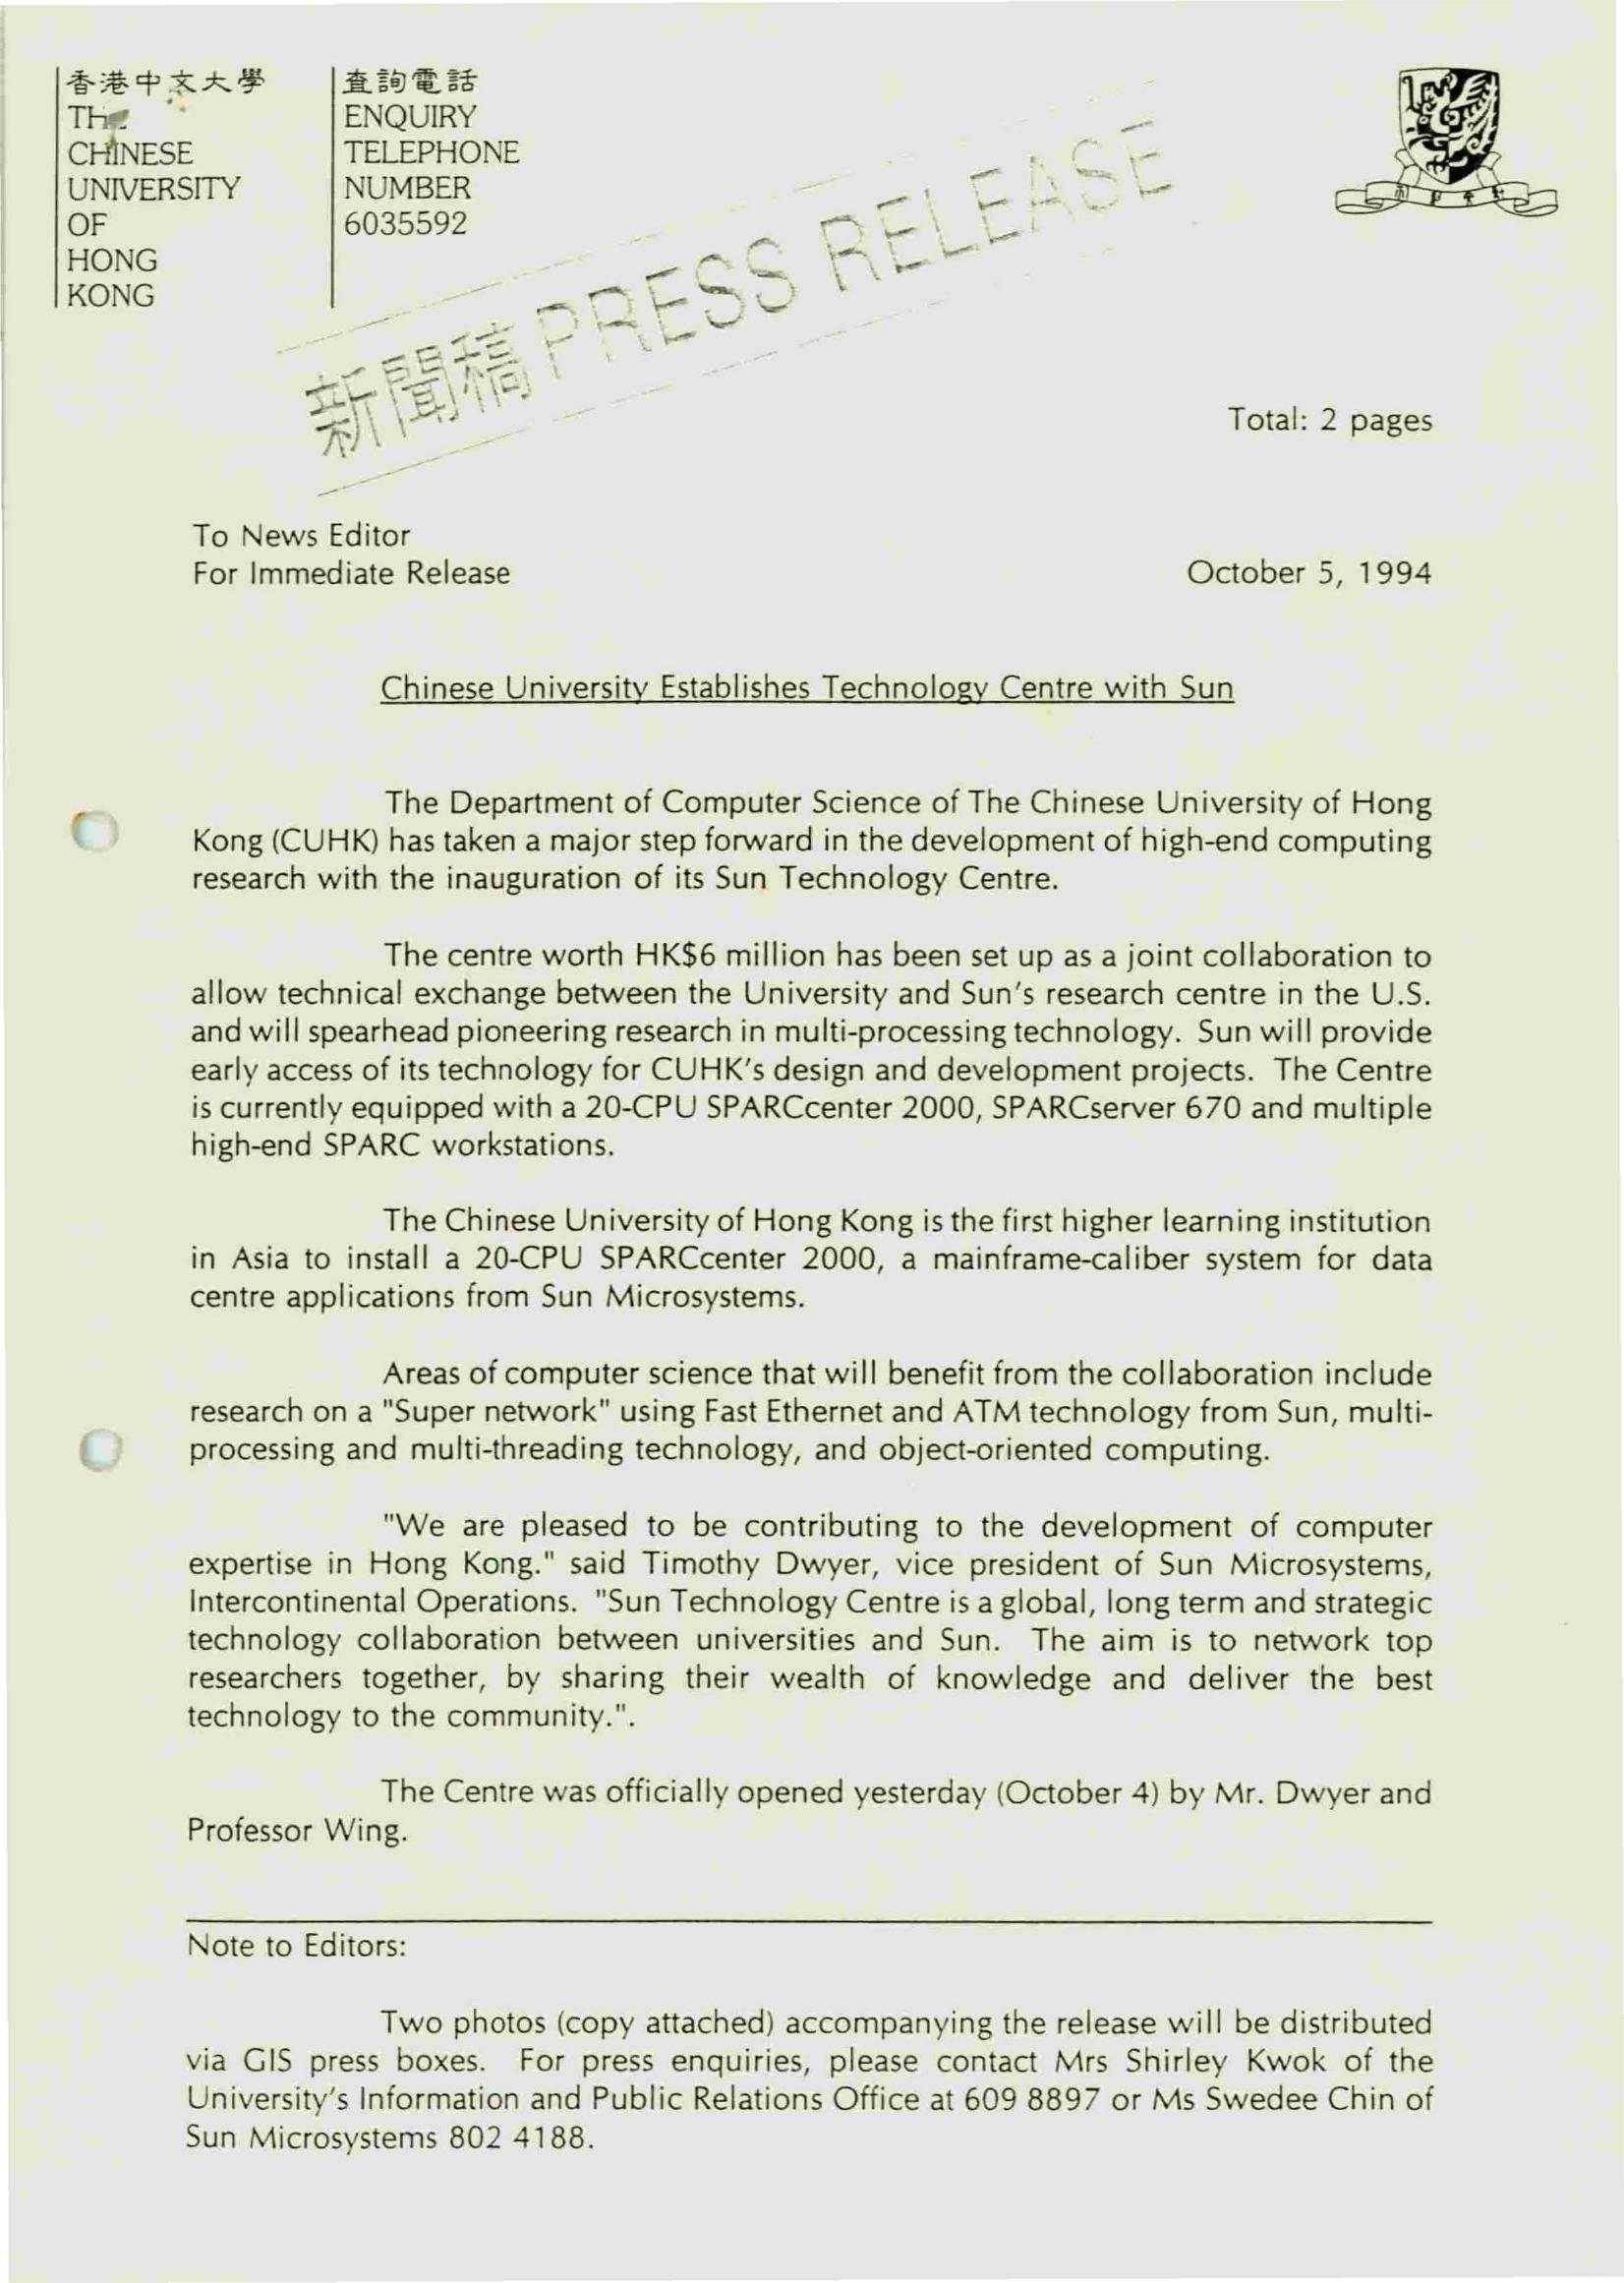 香港中文大學
THE
CHINESE
UNIVERSITY
OF
HONG
KONG
查詢電話
ENQUIRY
TELEPHONE
NUMBER
6035592
新聞稿 PRESS RELEASE
Total: 2 pages
To News Editor
For Immediate Release
October 5, 1994
Chinese University Establishes Technology Centre with Sun
The Department of Computer Science of The Chinese University of Hong
Kong (CUHK) has taken a major step forward in the development of high-end computing
research with the inauguration of its Sun Technology Centre.
The centre worth HK$6 million has been set up as a joint collaboration to
allow technical exchange between the University and Sun's research centre in the U.S.
and will spearhead pioneering research in multi-processing technology. Sun will provide
early access of its technology for CUHK's design and development projects. The Centre
is currently equipped with a 20-CPU SPARCcenter 2000, SPARCserver 670 and multiple
high-end SPARC workstations.
The Chinese University of Hong Kong is the first higher learning institution
in Asia to install a 20-CPU SPARCcenter 2000, a mainframe-caliber system for data
centre applications from Sun Microsystems.
Areas of computer science that will benefit from the collaboration include
research on a "Super network" using Fast Ethernet and ATM technology from Sun, multi-
processing and multi-threading technology, and object-oriented computing.
"We are pleased to be contributing to the development of computer
expertise in Hong Kong." said Timothy Dwyer, vice president of Sun Microsystems,
Intercontinental Operations. "Sun Technology Centre is a global, long term and strategic
technology collaboration between universities and Sun. The aim is to network top
researchers together, by sharing their wealth of knowledge and deliver the best
technology to the community.".
The Centre was officially opened yesterday (October 4) by Mr. Dwyer and
Professor Wing.
Note to Editors:
Two photos (copy attached) accompanying the release will be distributed
via GIS press boxes. For press enquiries, please contact Mrs Shirley Kwok of the
University's Information and Public Relations Office at 609 8897 or Ms Swedee Chin of
Sun Microsystems 802 4188.